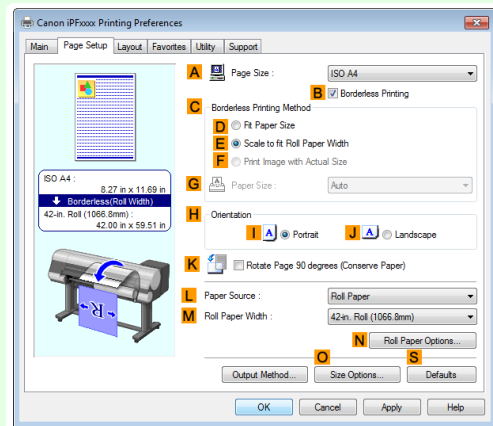 Canon iPFxxxx Printing Preferences
Main Page Setup Layout Favorites Utility Support
A Page Size : ISO A4
B Borderless Printing
C Borderless Printing Method
D Fit Paper Size
E Scale to fit Roll Paper Width
F Print Image with Actual Size
G Paper Size : Auto
ISO A4 :
8.27 in x 11.69 in
Borderless(Roll Width)
42-in. Roll (1066.8mm) :
42.00 in x 59.51 in
H Orientation
I A Portrait J A Landscape
K Rotate Page 90 degrees (Conserve Paper)
R
L Paper Source : Roll Paper
M Roll Paper Width : 42-in. Roll (1066.8mm)
N Roll Paper Options...
O S
Output Method... Size Options... Defaults
OK Cancel Apply Help